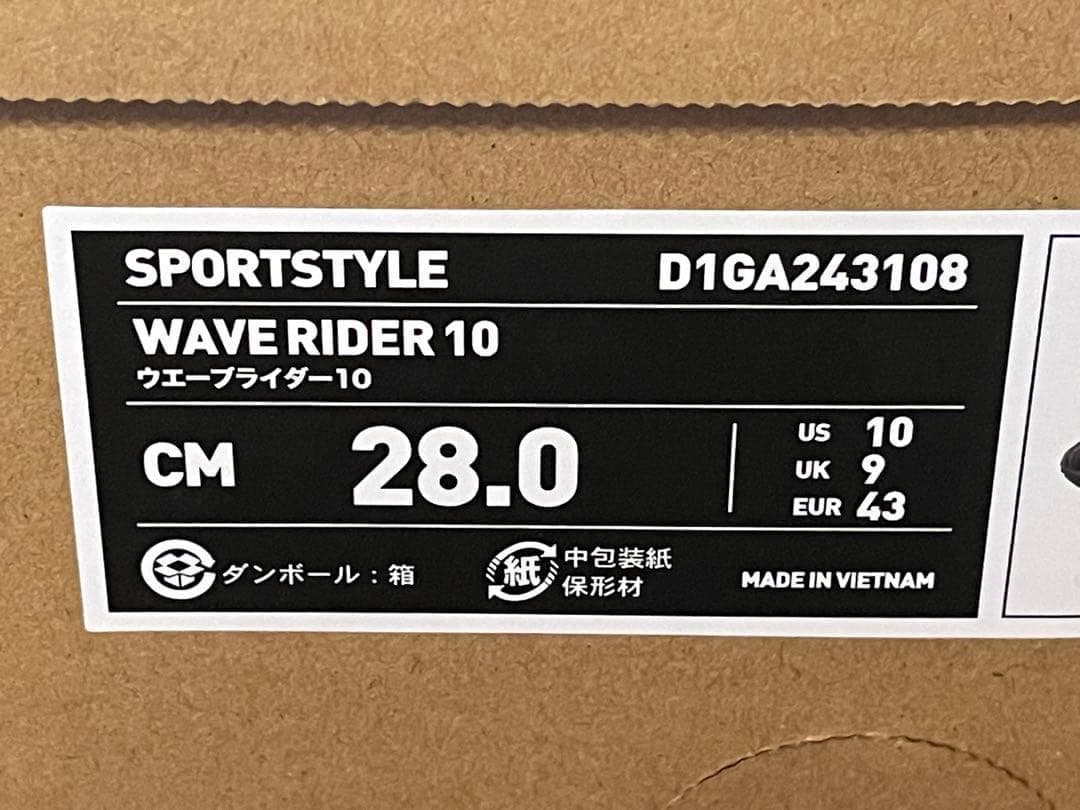 SPORTSTYLE D1GA243108
WAVE RIDER 10
ウエーブライダー10
CM 28.0
US 10
UK 9
EUR 43
ダンボール：箱
紙 中包装紙
保形材
MADE IN VIETNAM